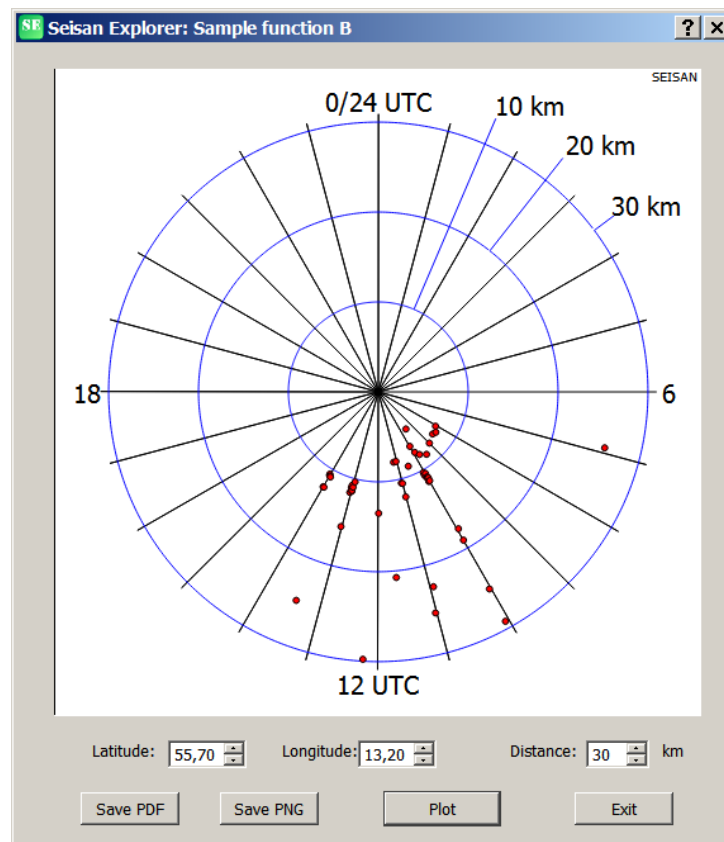 SE Seisan Explorer: Sample function B ? X
SEISAN
0/24 UTC
10 km
20 km
30 km
18
6
12 UTC
Latitude: 55,70 Longitude: 13,20 Distance: 30 km
Save PDF Save PNG Plot Exit